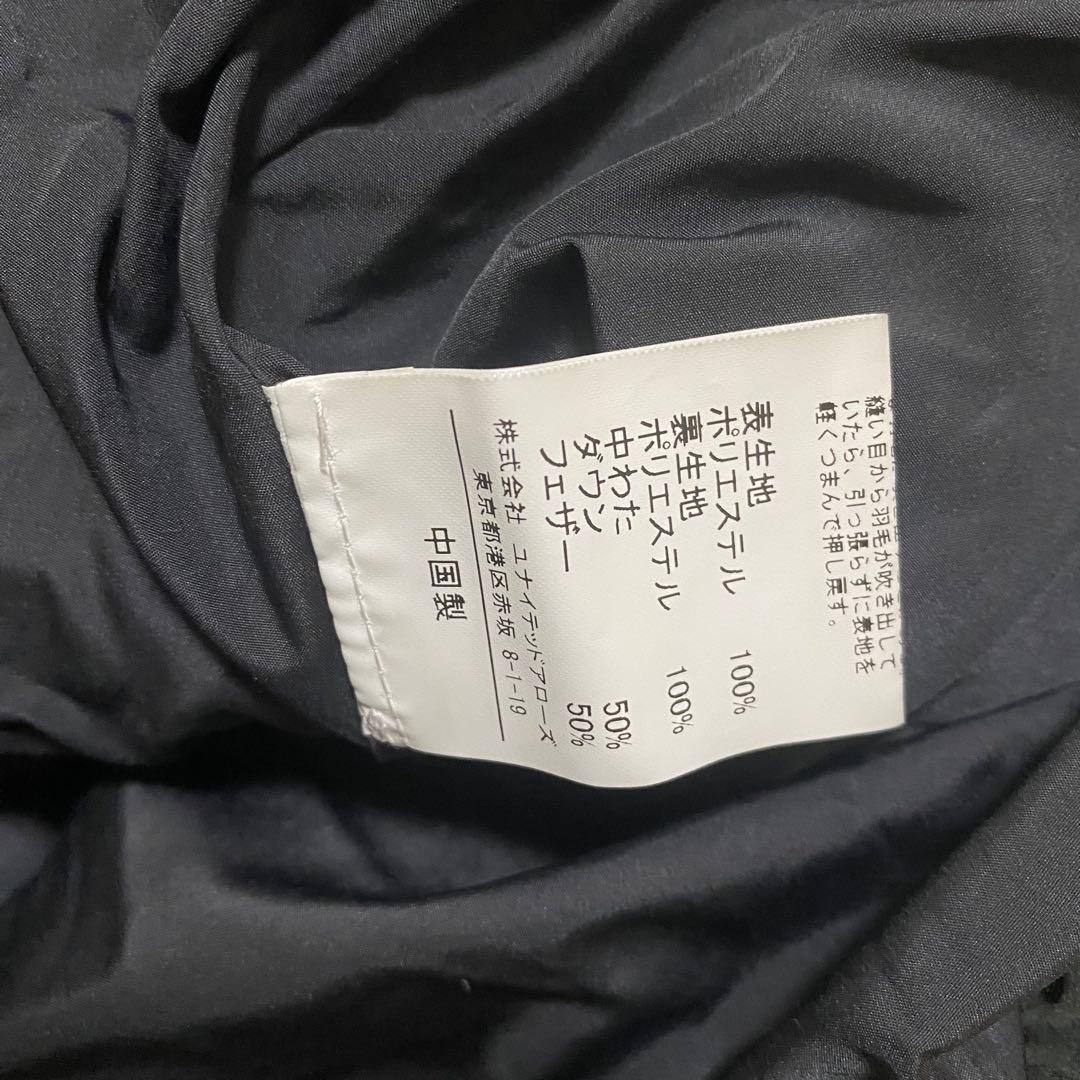 縫い目から羽毛が吹き出して
いたら、引っ張らずに表地を
軽くつまんで押し戻す。
表生地
ポリエステル 100%
裏生地
ポリエステル 100%
中わた
ダウン 50%
フェザー 50%
株式会社 ユナイテッドアローズ
東京都港区赤坂 8-1-19
中国製